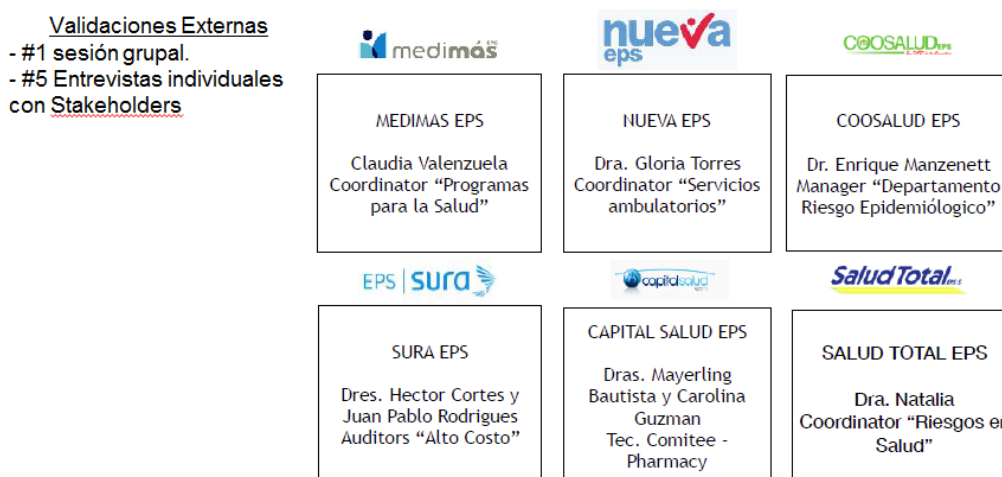 Validaciones Externas
- #1 sesión grupal.
- #5 Entrevistas individuales
con Stakeholders
medimás EPS
nueva
eps
COOSALUD EPS
MEDIMAS EPS
Claudia Valenzuela
Coordinator “Programas
para la Salud”
NUEVA EPS
Dra. Gloria Torres
Coordinator “Servicios
ambulatorios”
COOSALUD EPS
Dr. Enrique Manzenett
Manager “Departamento
Riesgo Epidemiólogico”
EPS sura
capitalsalud
SaludTotal EPS S
SURA EPS
Dres. Hector Cortes y
Juan Pablo Rodrigues
Auditors “Alto Costo”
CAPITAL SALUD EPS
Dras. Mayerling
Bautista y Carolina
Guzman
Tec. Comitee -
Pharmacy
SALUD TOTAL EPS
Dra. Natalia
Coordinator “Riesgos en
Salud”